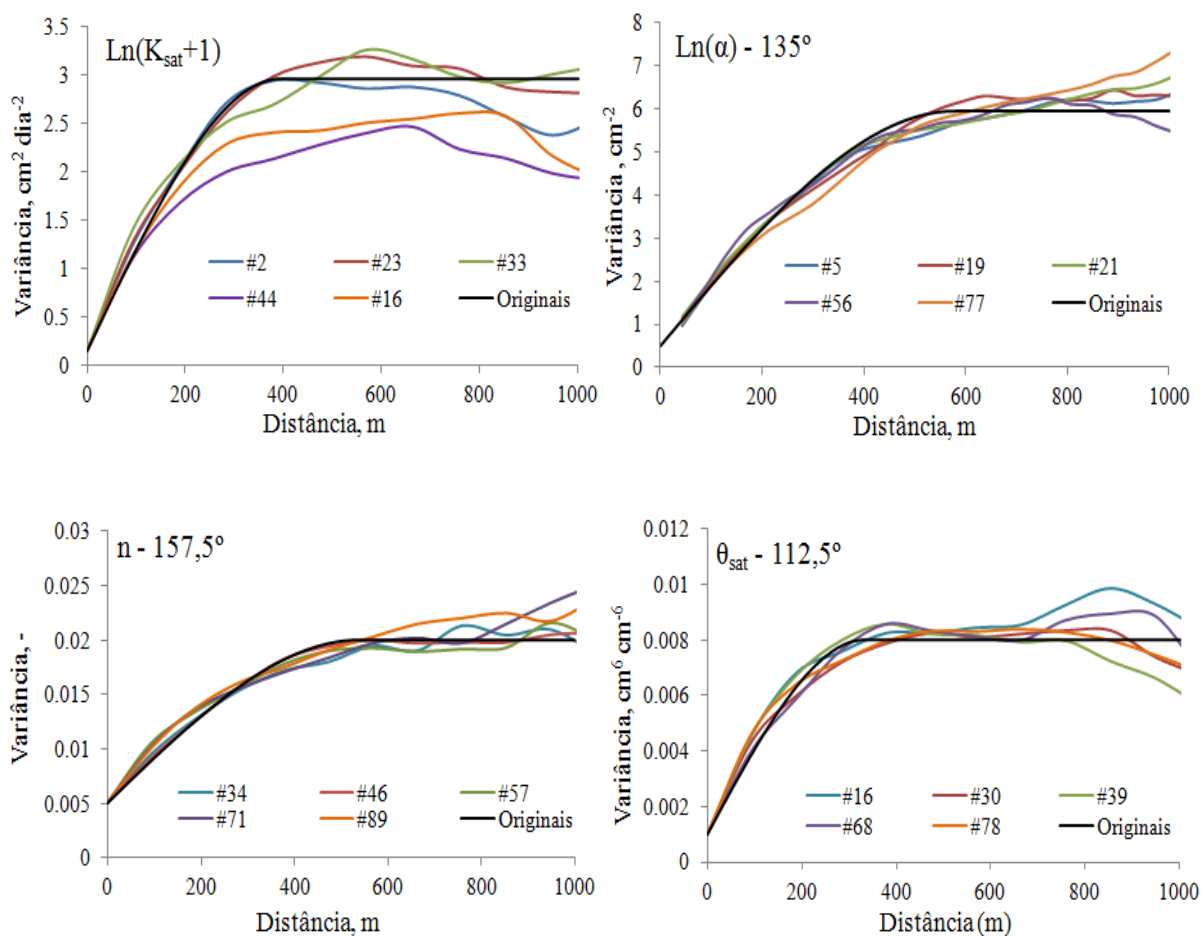 Ln(Ksat+1)
Variância, cm² dia⁻²
3.5
3
2.5
2
1.5
1
0.5
0
#2 #23 #33
#44 #16 Originais
0 200 400 600 800 1000
Distância, m
Ln(α) - 135º
Variância , cm⁻²
8
7
6
5
4
3
2
1
0
#5 #19 #21
#56 #77 Originais
0 200 400 600 800 1000
Distância, m
n - 157,5º
Variância, -
0.03
0.025
0.02
0.015
0.01
0.005
0
#34 #46 #57
#71 #89 Originais
0 200 400 600 800 1000
Distância, m
θsat - 112,5º
Variância, cm⁶ cm⁻⁶
0.012
0.01
0.008
0.006
0.004
0.002
0
#16 #30 #39
#68 #78 Originais
0 200 400 600 800 1000
Distância (m)